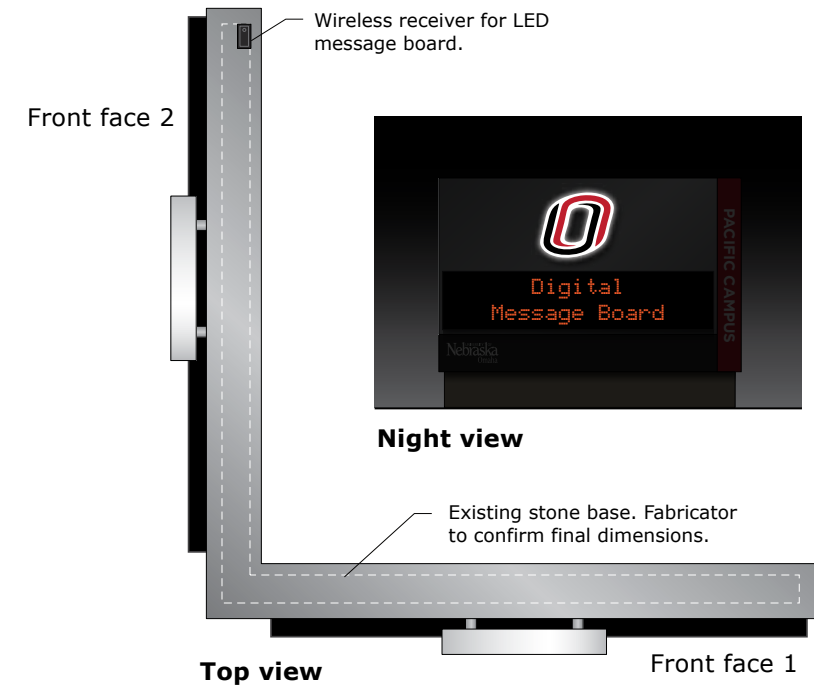 Wireless receiver for LED
message board.
Front face 2
PACIFIC CAMPUS
Digital
Message Board
Nebraska
Omaha
Night view
Existing stone base. Fabricator
to confirm final dimensions.
Top view
Front face 1